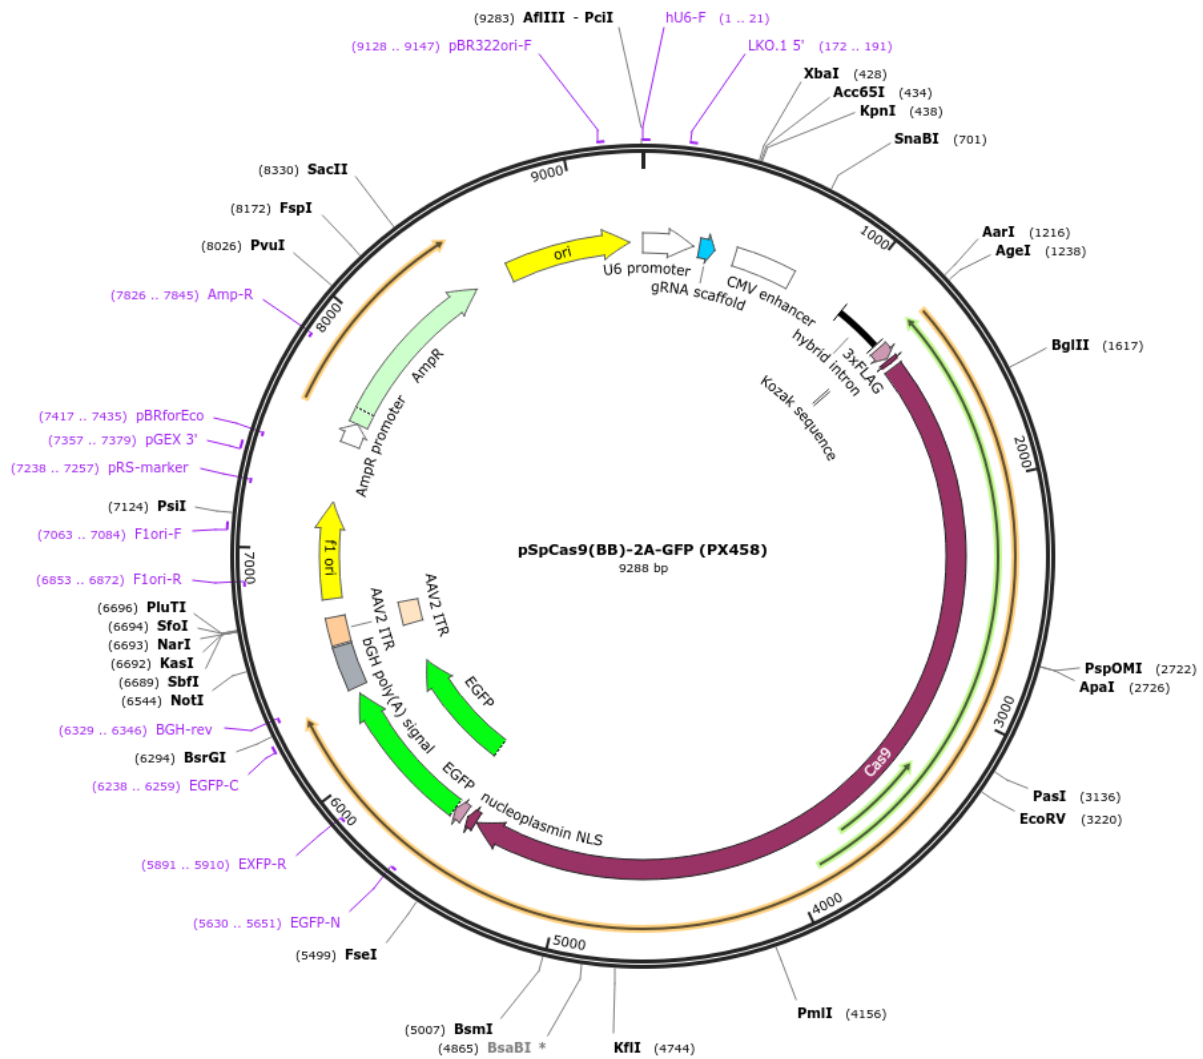 (9283) AflIII - PciI
hU6-F (1 .. 21)
(9128 .. 9147) pBR322ori-F
LKO.1 5' (172 .. 191)
XbaI (428)
Acc65I (434)
KpnI (438)
SnaBI (701)
(8330) SacII
(8172) FspI
(8026) PvuI
(7826 .. 7845) Amp-R
AarI (1216)
AgeI (1238)
BglII (1617)
9000
1000
8000
2000
ori
U6 promoter
gRNA scaffold
CMV enhancer
hybrid intron
3xFLAG
Kozak sequence
AmpR
AmpR promoter
(7417 .. 7435) pBRforEco
(7357 .. 7379) pGEX 3'
(7238 .. 7257) pRS-marker
(7124) PsiI
(7063 .. 7084) F1ori-F
(6853 .. 6872) F1ori-R
7000
f1 ori
pSpCas9(BB)-2A-GFP (PX458)
9288 bp
(6696) PluTI
(6694) SfoI
(6693) NarI
(6692) KasI
(6689) SbfI
(6544) NotI
AAV2 ITR
AAV2 ITR
bGH poly(A) signal
EGFP
EGFP
nucleoplasmin NLS
Cas9
PspOMI (2722)
ApaI (2726)
3000
(6329 .. 6346) BGH-rev
(6294) BsrGI
(6238 .. 6259) EGFP-C
6000
PasI (3136)
EcoRV (3220)
(5891 .. 5910) EXFP-R
(5630 .. 5651) EGFP-N
(5499) FseI
5000
4000
(5007) BsmI
(4865) BsaBI *
KflI (4744)
PmlI (4156)